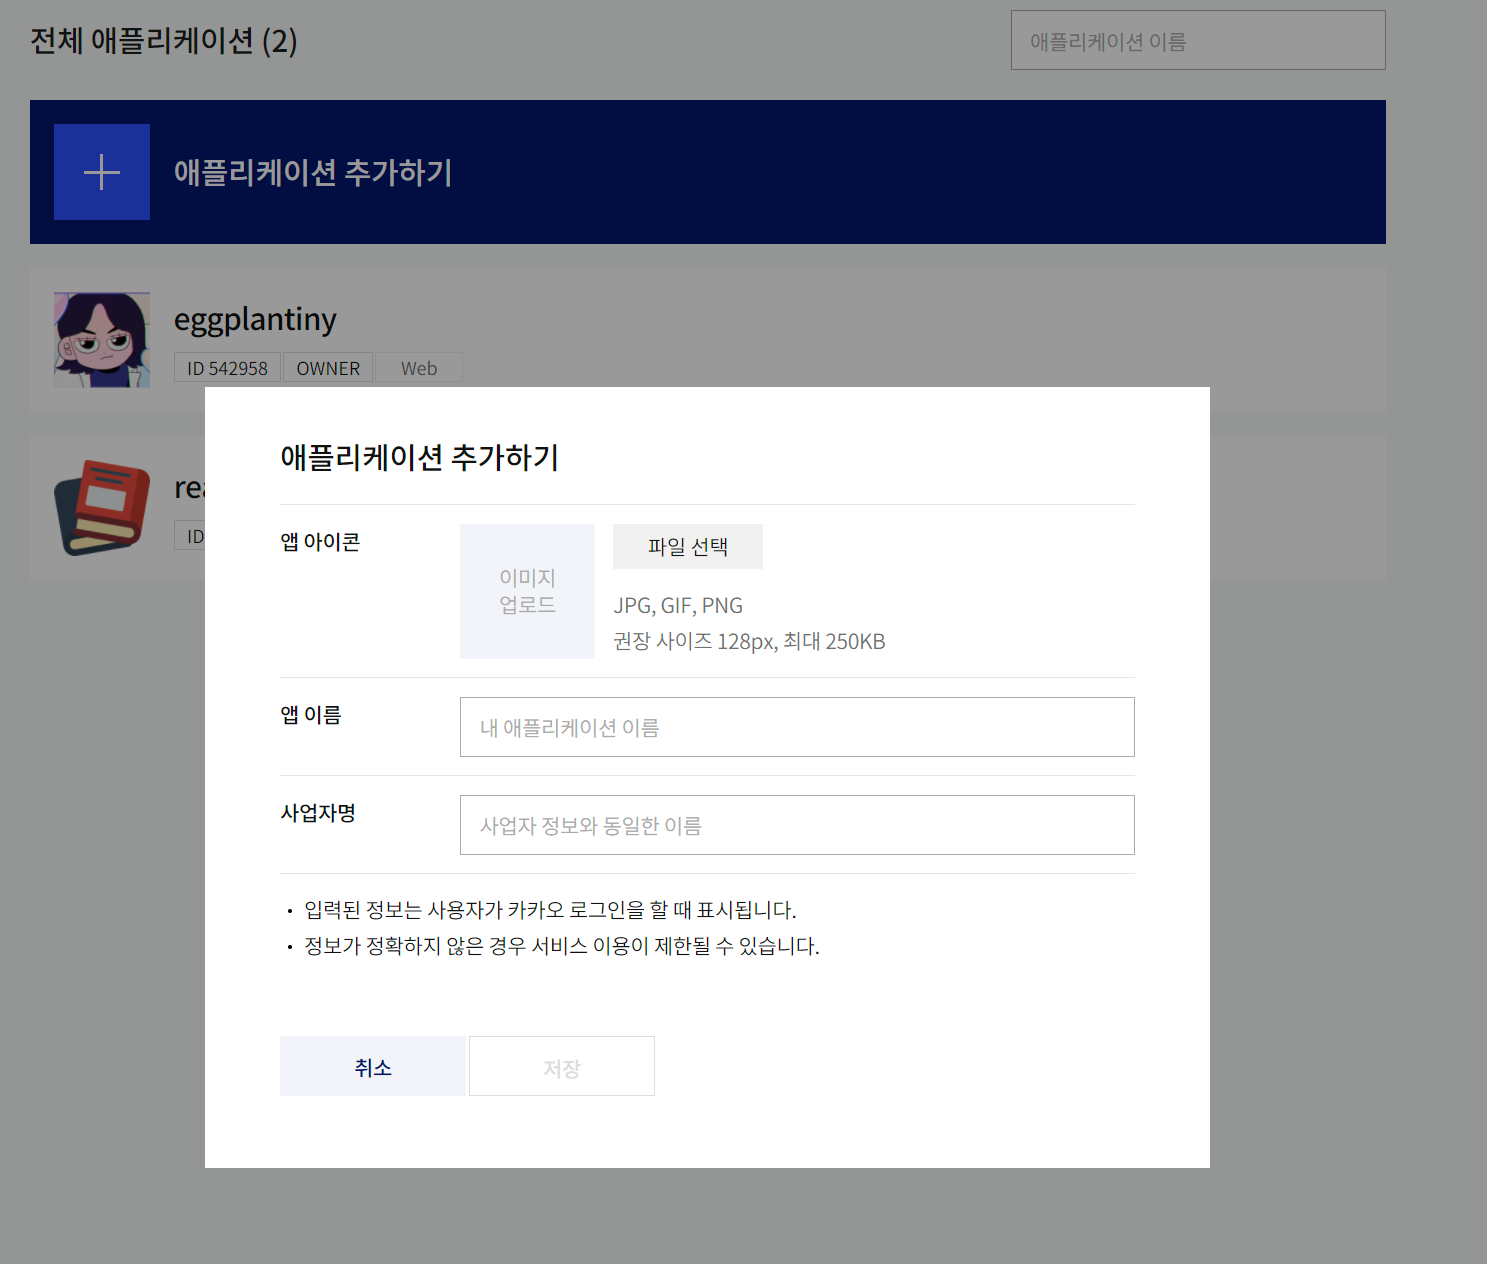 전체 애플리케이션 (2)
애플리케이션 이름
애플리케이션 추가하기
eggplantiny
ID 542958
OWNER
Web
ID
애플리케이션 추가하기
앱 아이콘
이미지
업로드
파일 선택
JPG, GIF, PNG
권장 사이즈 128px, 최대 250KB
앱 이름
내 애플리케이션 이름
사업자명
사업자 정보와 동일한 이름
• 입력된 정보는 사용자가 카카오 로그인을 할 때 표시됩니다.
• 정보가 정확하지 않은 경우 서비스 이용이 제한될 수 있습니다.
취소
저장